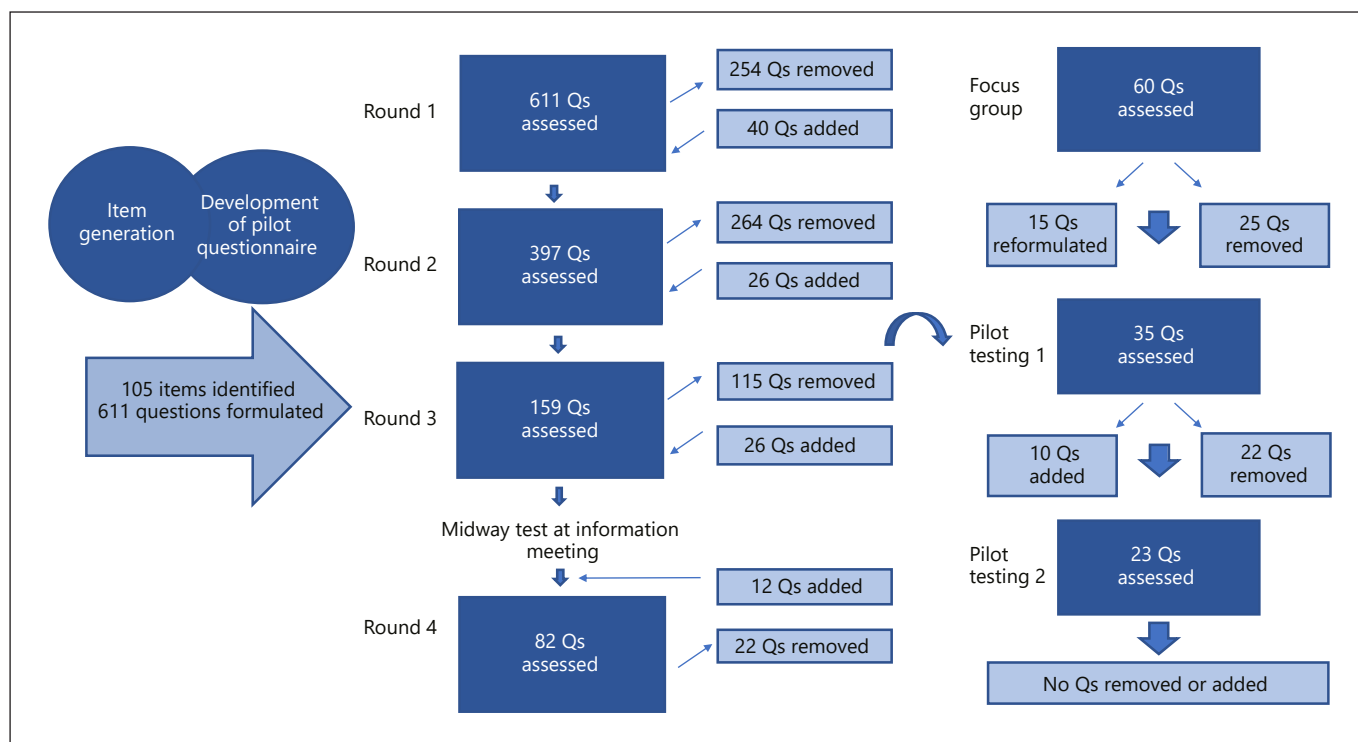 Item
generation
Development
of pilot
questionnaire
105 items identified
611 questions formulated
Round 1
611 Qs
assessed
254 Qs removed
40 Qs added
Round 2
397 Qs
assessed
264 Qs removed
26 Qs added
Round 3
159 Qs
assessed
115 Qs removed
26 Qs added
Midway test at information
meeting
12 Qs added
Round 4
82 Qs
assessed
22 Qs removed
Focus
group
60 Qs
assessed
15 Qs
reformulated
25 Qs
removed
Pilot
testing 1
35 Qs
assessed
10 Qs
added
22 Qs
removed
Pilot
testing 2
23 Qs
assessed
No Qs removed or added